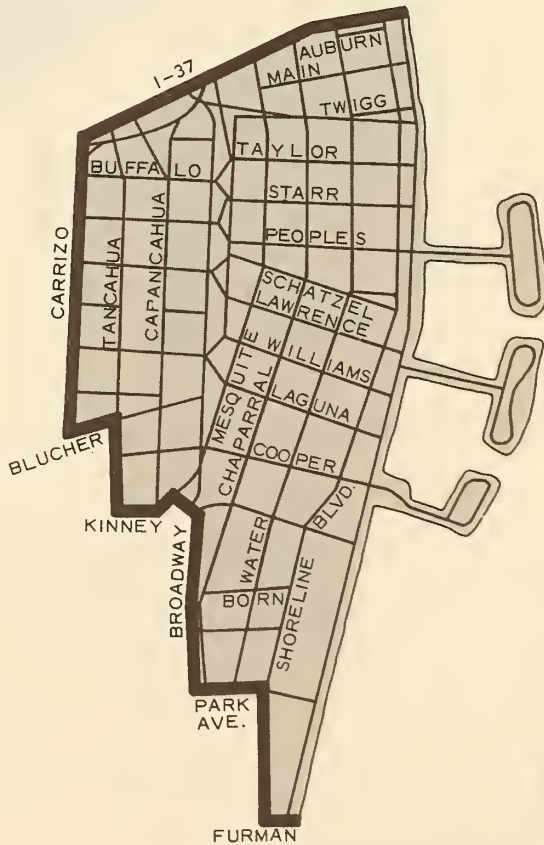 I-37
AUBURN
MAIN
TWIGG
TAYLOR
BUFFALO
STARR
PEOPLES
CARRIZO
TANCAHUA
CAPANCAHUA
SCHATZEL
LAWRENCE
WILLIAMS
MESQUITE
LAGUNA
CHAPARRAL
COOPER
BLUCHER
KINNEY
BLVD.
WATER
BROADWAY
BORN
SHORELINE
PARK
AVE.
FURMAN